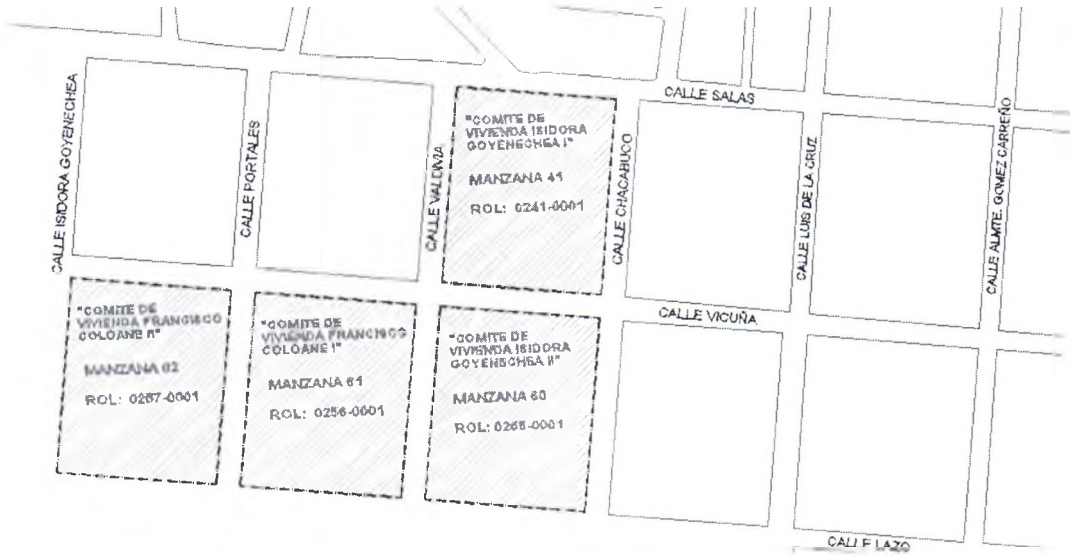 CALLE SALAS
CALLE ISIDORA GOYENECHEA
CALLE PORTALES
CALLE VALDIVIA
"COMITE DE
VIVIENDA ISIDORA
GOYENECHEA I"
MANZANA 41
ROL: 0241-0001
CALLE CHACABUCO
CALLE LUIS DE LA CRUZ
CALLE ALMTE. GOMEZ CARREÑO
CALLE VICUÑA
"COMITE DE
VIVIENDA FRANCISCO
COLOANE II"
MANZANA 62
ROL: 0267-0001
"COMITE DE
VIVIENDA FRANCISCO
COLOANE I"
MANZANA 61
ROL: 0256-0001
"COMITE DE
VIVIENDA ISIDORA
GOYENECHEA II"
MANZANA 60
ROL: 0265-0001
CALLE LAZO